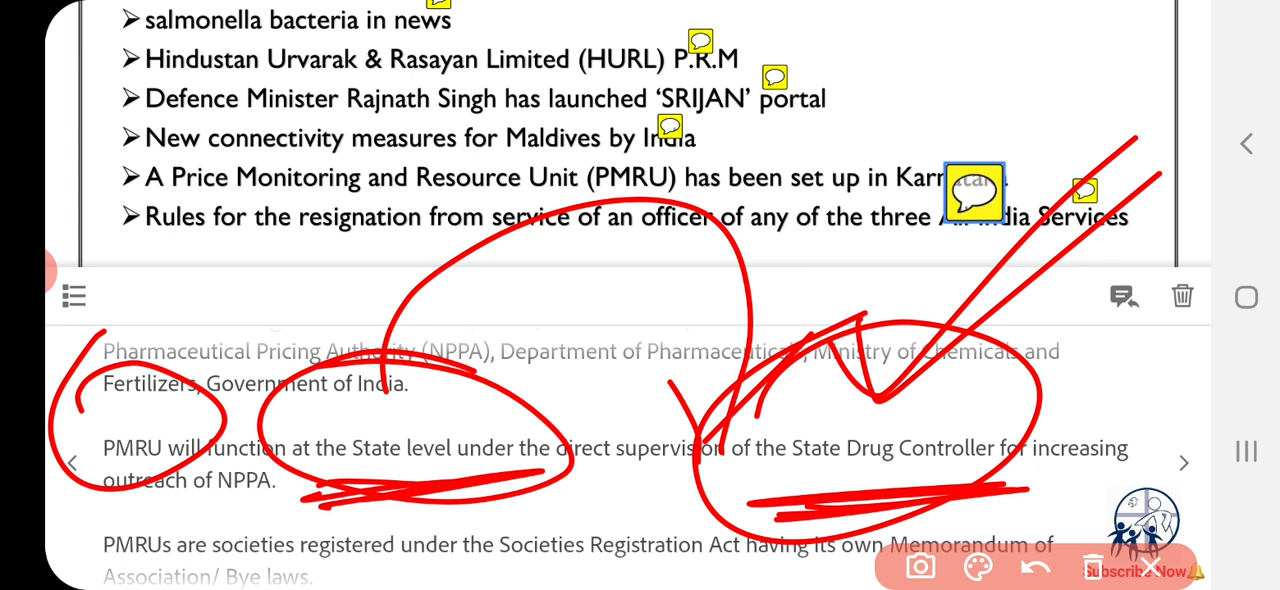 ➢ salmonella bacteria in news
➢ Hindustan Urvarak & Rasayan Limited (HURL) P.R.M
➢ Defence Minister Rajnath Singh has launched ‘SRIJAN’ portal
➢ New connectivity measures for Maldives by India
➢ A Price Monitoring and Resource Unit (PMRU) has been set up in Karnataka
➢ Rules for the resignation from service of an officer of any of the three All India Services
Pharmaceutical Pricing Authority (NPPA), Department of Pharmaceuticals, Ministry of Chemicals and
Fertilizers, Government of India.
PMRU will function at the State level under the direct supervision of the State Drug Controller for increasing
outreach of NPPA.
PMRUs are societies registered under the Societies Registration Act having its own Memorandum of
Association/ Bye laws.
Subscribe Now